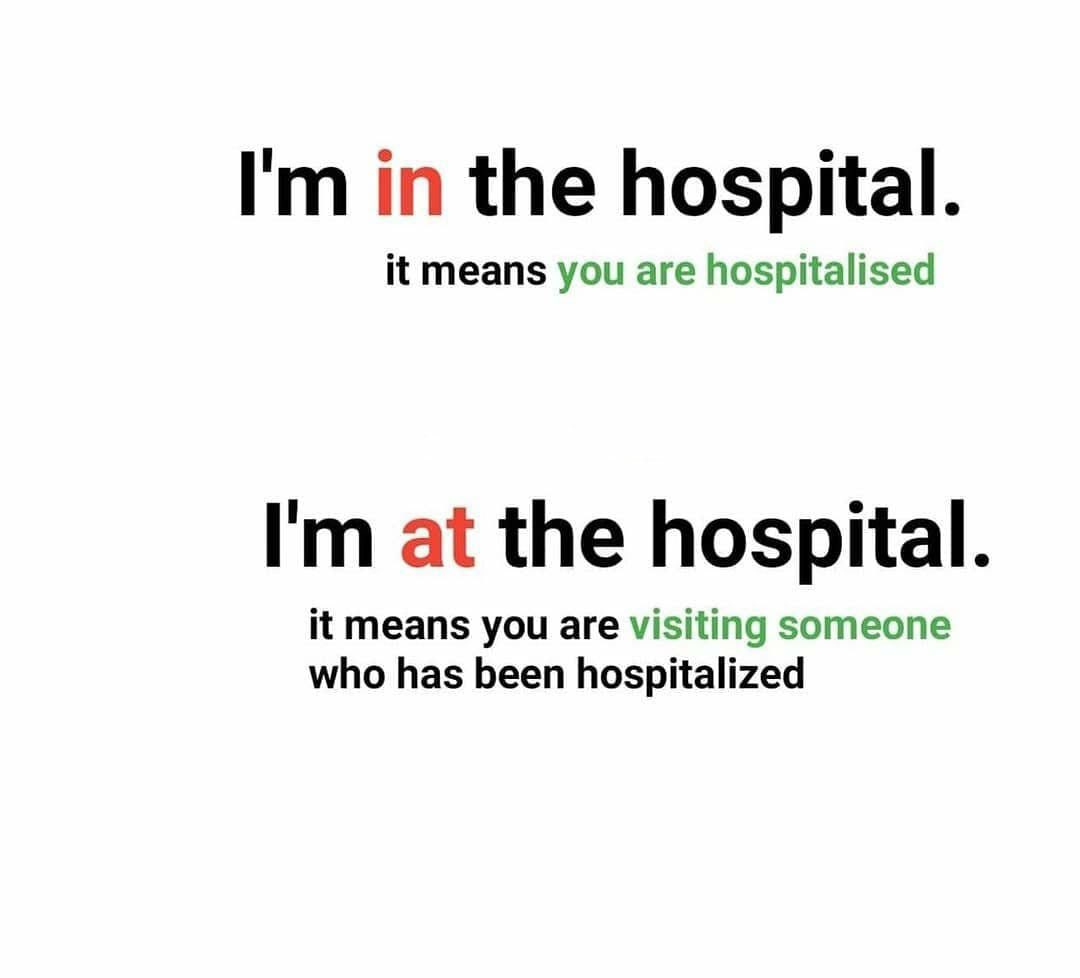 I'm in the hospital.
it means you are hospitalised
I'm at the hospital.
it means you are visiting someone
who has been hospitalized